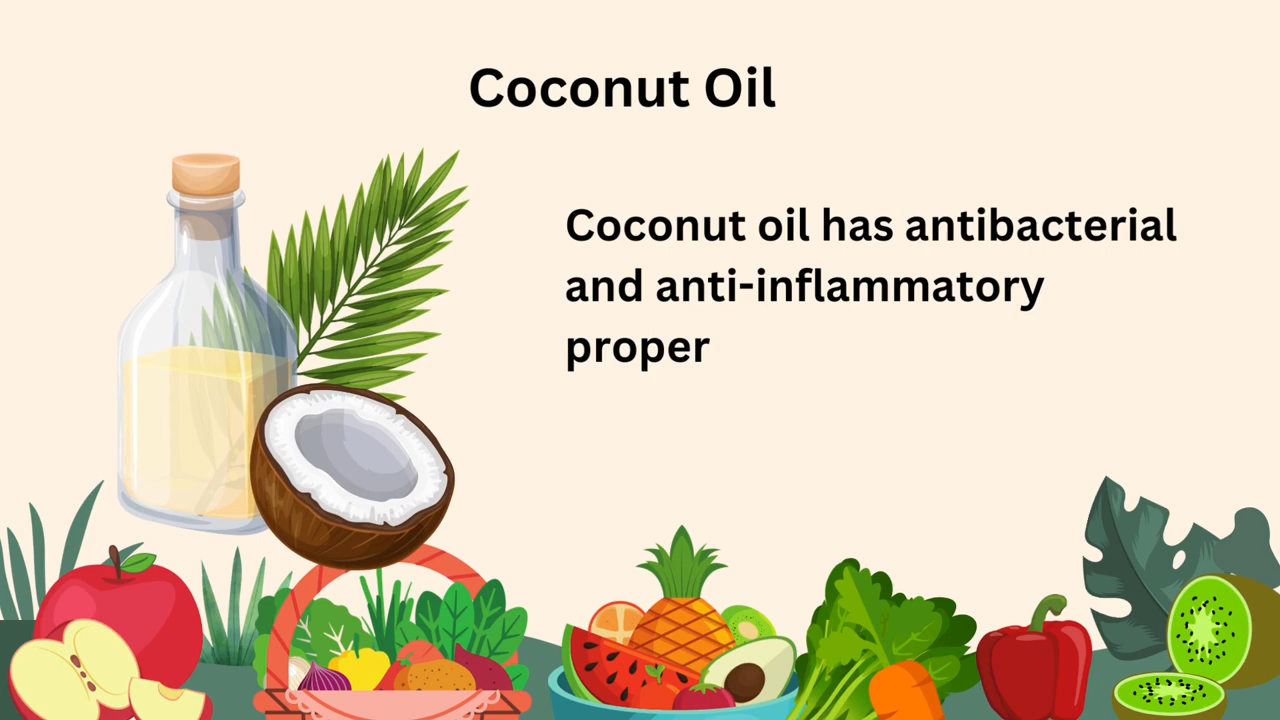 Coconut Oil
Coconut oil has antibacterial
and anti-inflammatory
proper